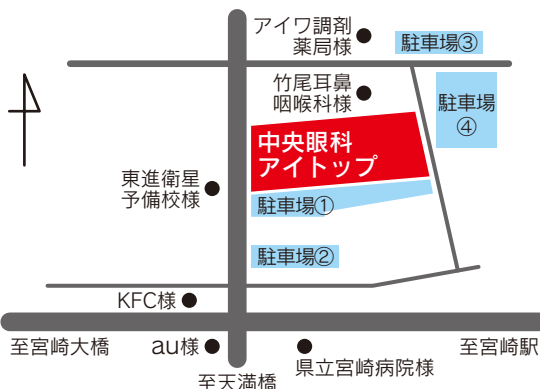 アイワ調剤
薬局様
駐車場③
竹尾耳鼻
咽喉科様
駐車場
④
中央眼科
アイトップ
東進衛星
予備校様
駐車場①
駐車場②
KFC様
至宮崎大橋
au様
県立宮崎病院様
至宮崎駅
至天満橋